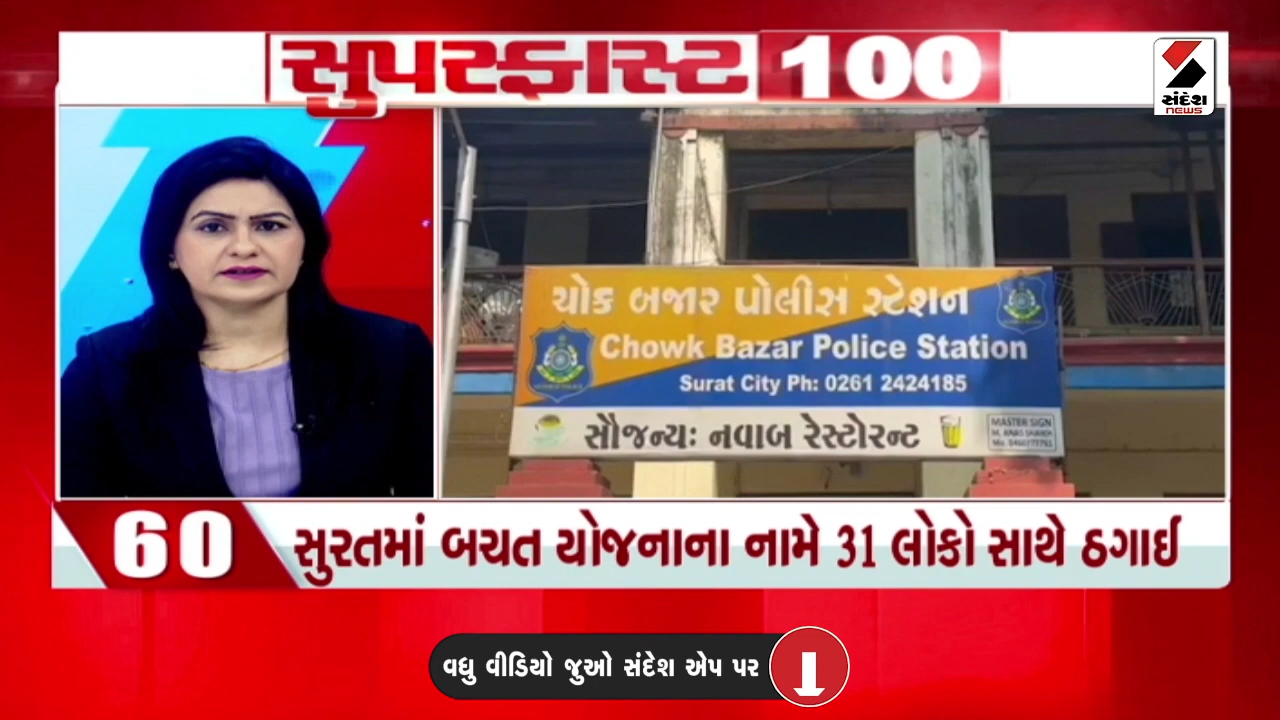 સુપરફાસ્ટ 100
સંદેશ
NEWS
ચોક બજાર પોલીસ સ્ટેશન
Chowk Bazar Police Station
Surat City Ph: 0261 2424185
સૌજન્યઃ નવાબ રેસ્ટોરન્ટ
MASTER SIGN
60 સુરતમાં બચત યોજનાના નામે 31 લોકો સાથે ઠગાઈ
વધુ વીડિયો જુઓ સંદેશ એપ પર